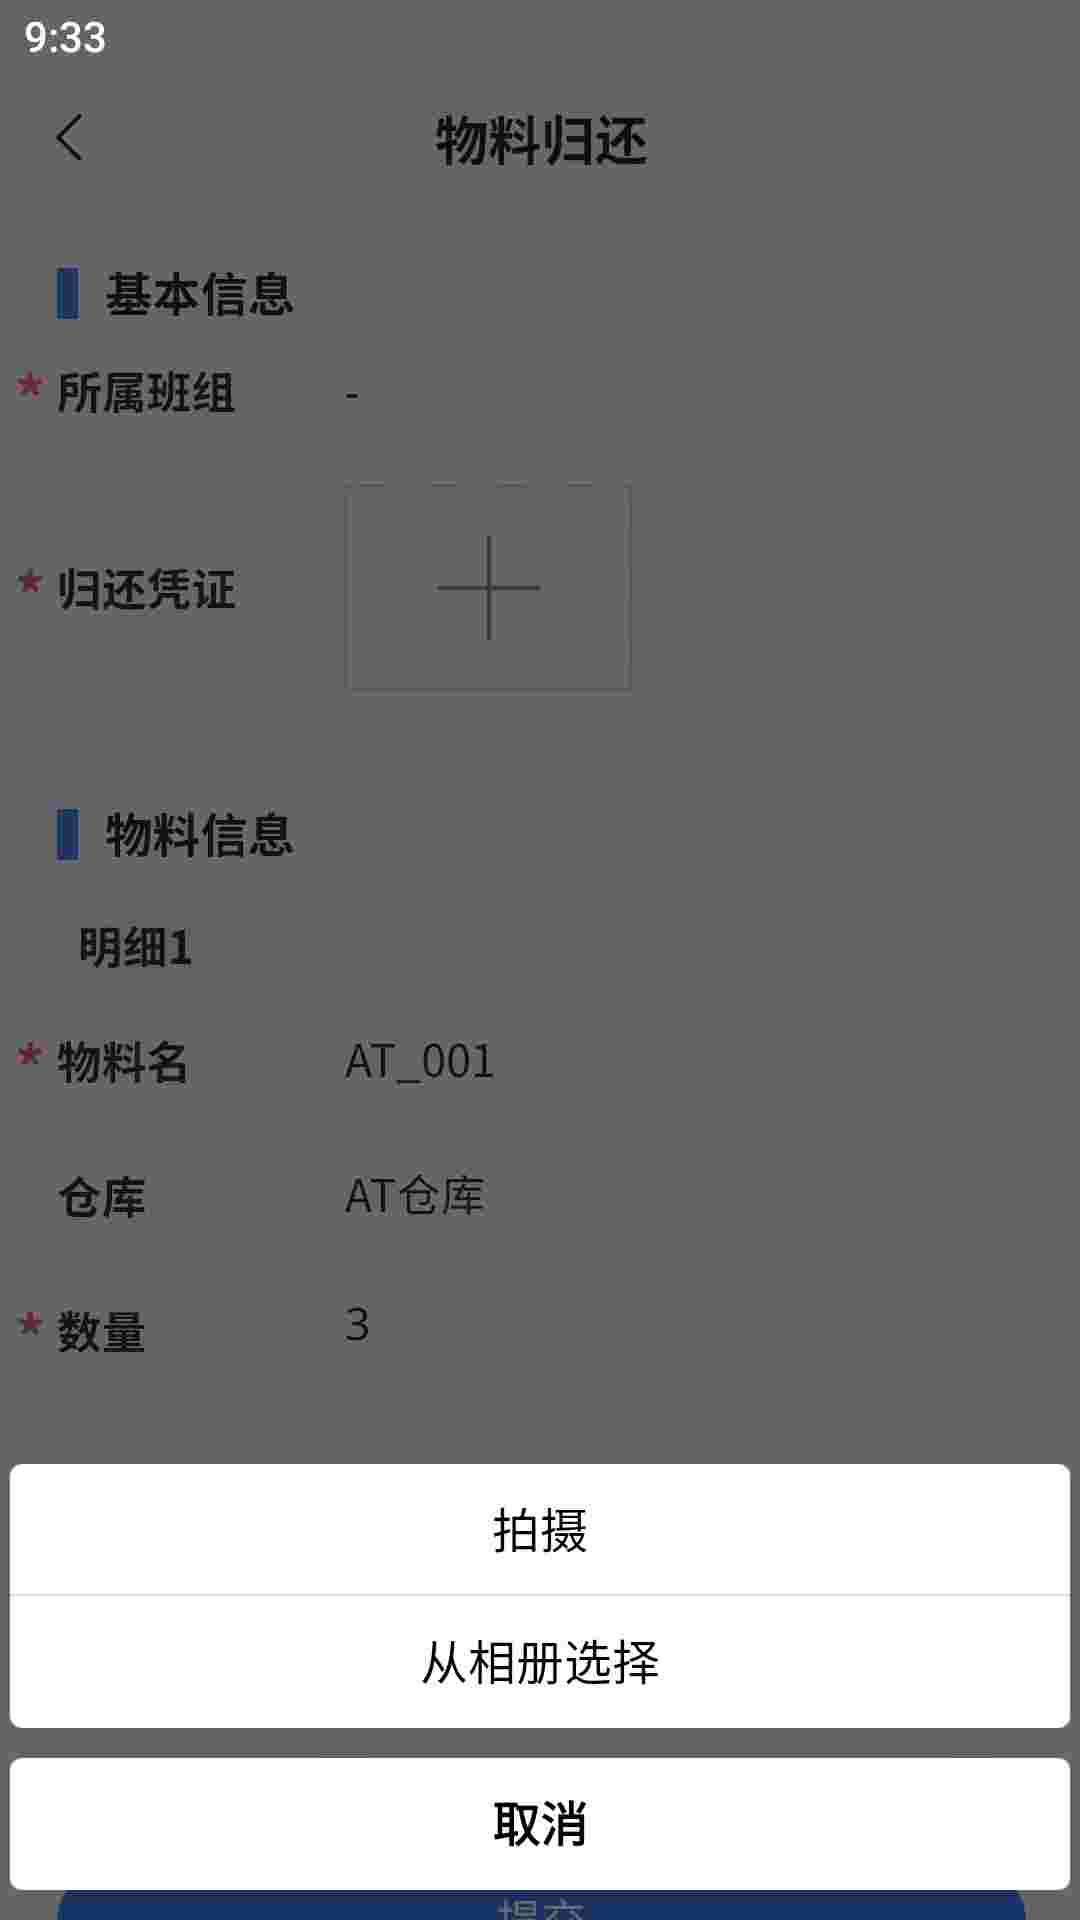 9:33
物料归还
基本信息
* 所属班组 -
* 归还凭证
物料信息
明细1
* 物料名 AT_001
仓库 AT仓库
* 数量 3
拍摄
从相册选择
取消
提交